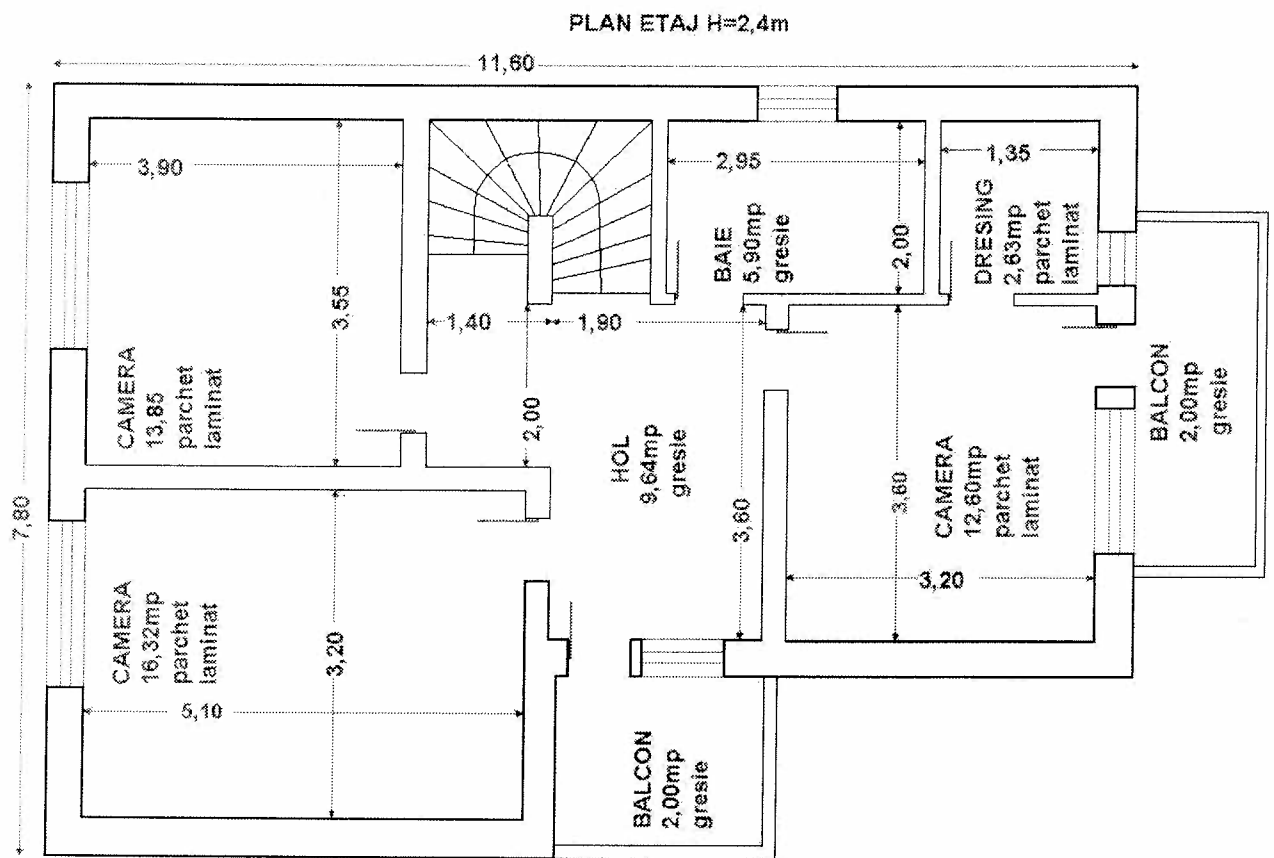 PLAN ETAJ H=2,4m
11,60
7,80
3,90
3,55
CAMERA
13,85
parchet
laminat
1,40
1,90
2,00
2,95
2,00
BAIE
5,90mp
gresie
1,35
DRESING
2,63mp
parchet
laminat
HOL
9,64mp
gresie
3,60
3,60
CAMERA
12,60mp
parchet
laminat
3,20
BALCON
2,00mp
gresie
CAMERA
16,32mp
parchet
laminat
3,20
5,10
BALCON
2,00mp
gresie